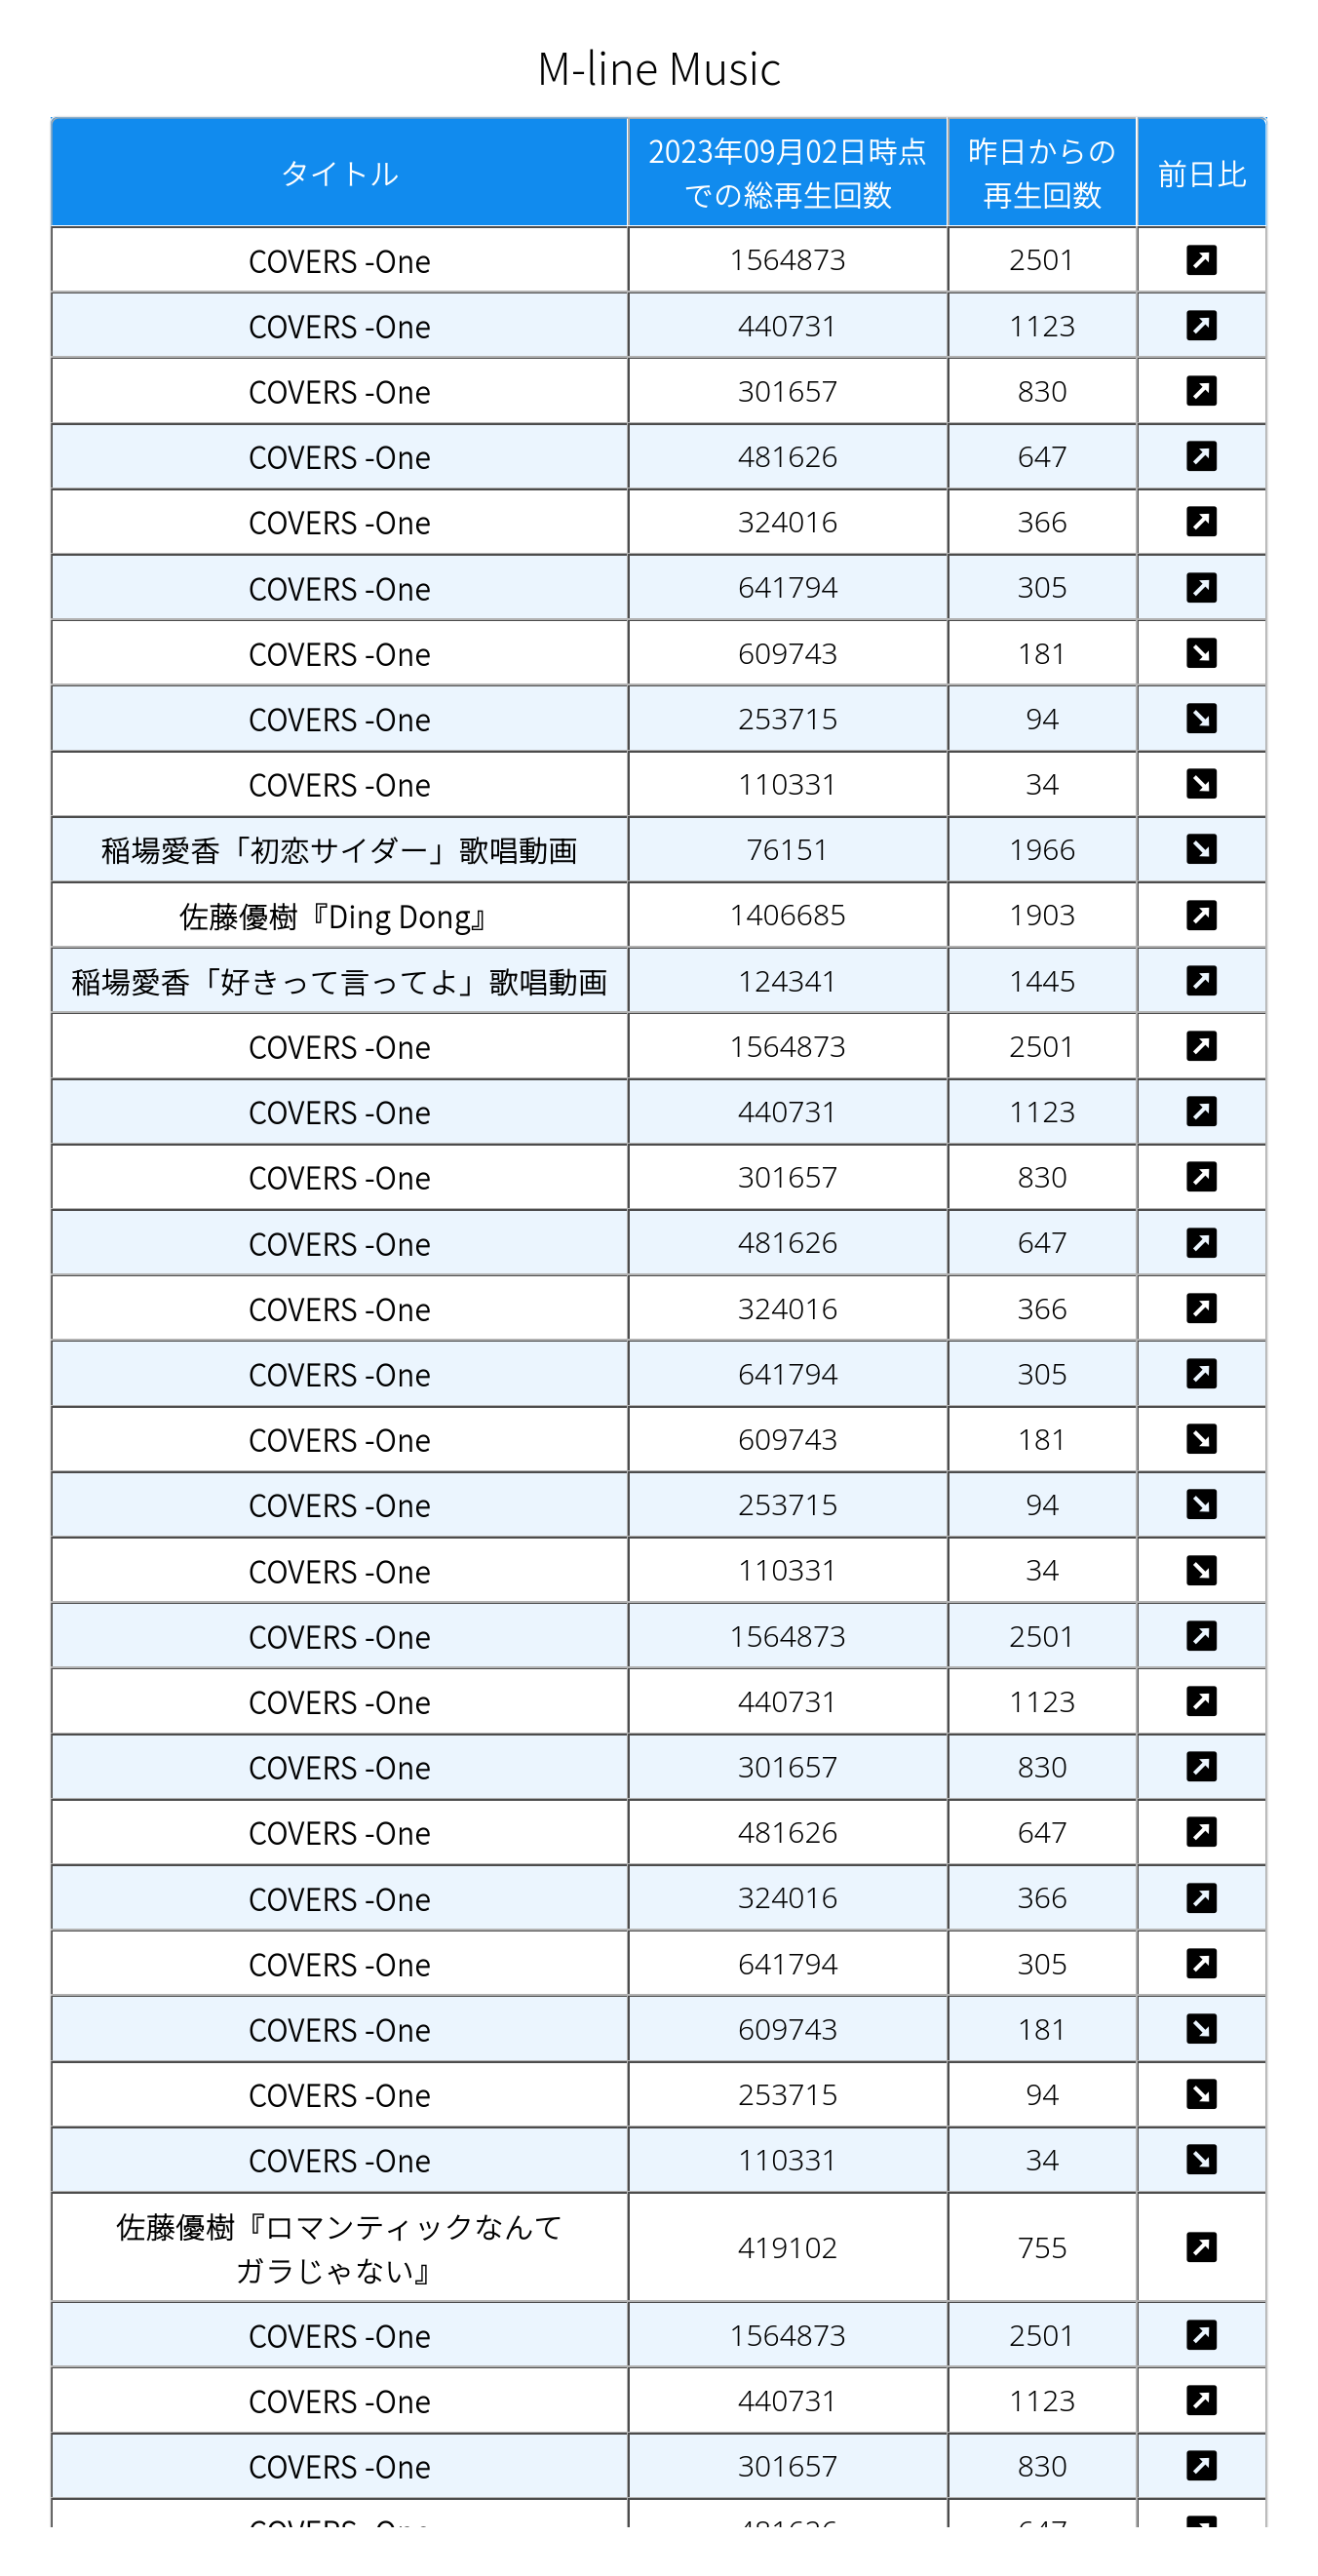 M-line Music
タイトル 2023年09月02日時点 昨日からの 前日比
での総再生回数 再生回数
COVERS -One 1564873 2501
COVERS -One 440731 1123
COVERS -One 301657 830
COVERS -One 481626 647
COVERS -One 324016 366
COVERS -One 641794 305
COVERS -One 609743 181
COVERS -One 253715 94
COVERS -One 110331 34
稲場愛香「初恋サイダー」歌唱動画 76151 1966
佐藤優樹『Ding Dong』 1406685 1903
稲場愛香「好きって言ってよ」歌唱動画 124341 1445
COVERS -One 1564873 2501
COVERS -One 440731 1123
COVERS -One 301657 830
COVERS -One 481626 647
COVERS -One 324016 366
COVERS -One 641794 305
COVERS -One 609743 181
COVERS -One 253715 94
COVERS -One 110331 34
COVERS -One 1564873 2501
COVERS -One 440731 1123
COVERS -One 301657 830
COVERS -One 481626 647
COVERS -One 324016 366
COVERS -One 641794 305
COVERS -One 609743 181
COVERS -One 253715 94
COVERS -One 110331 34
佐藤優樹『ロマンティックなんて
ガラじゃない』 419102 755
COVERS -One 1564873 2501
COVERS -One 440731 1123
COVERS -One 301657 830